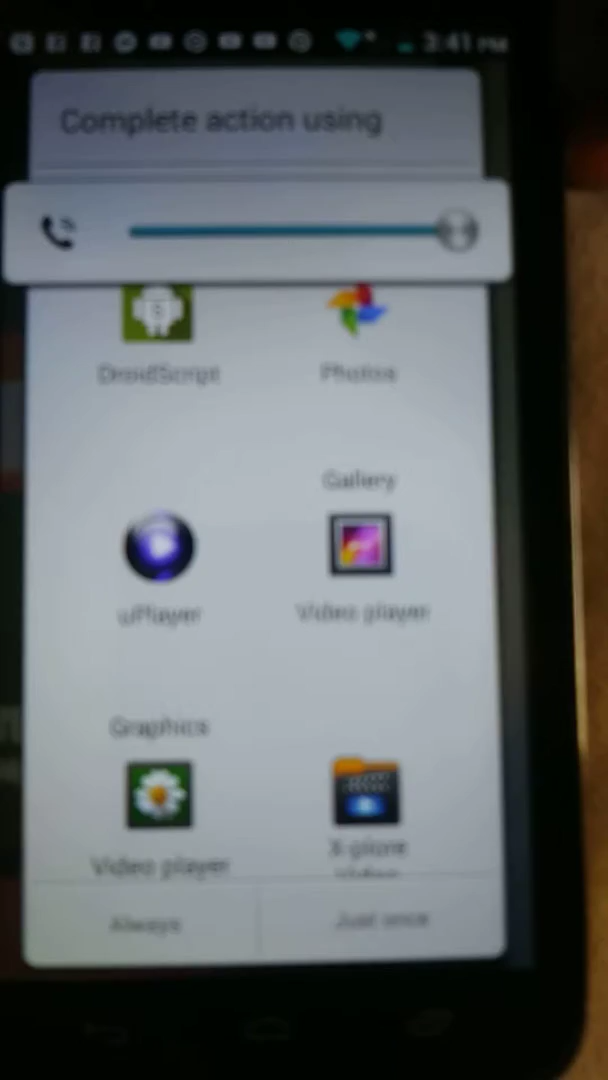 3:41 PM
Complete action using
DroidScript
Photos
Gallery
uPlayer
Video player
Graphics
Video player
X-plore
Video
Always
Just once